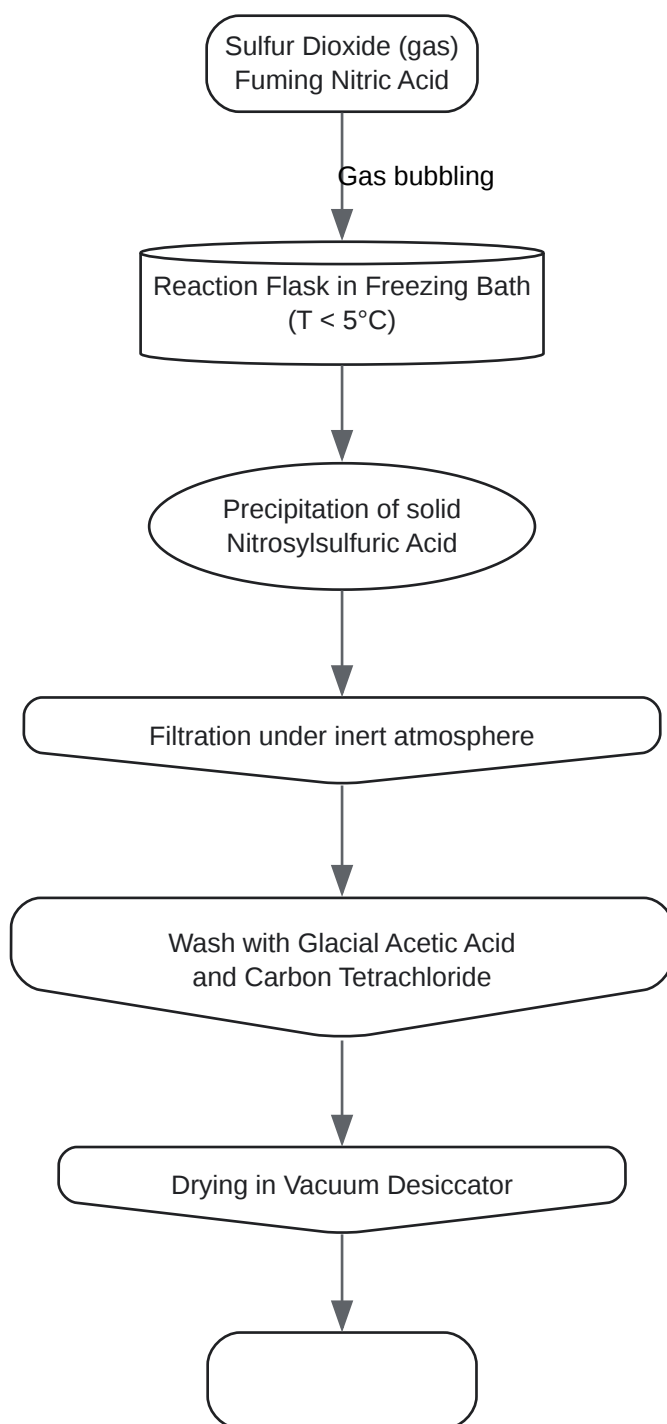 Sulfur Dioxide (gas)
Fuming Nitric Acid
Gas bubbling
Reaction Flask in Freezing Bath
(T < 5°C)
Precipitation of solid
Nitrosylsulfuric Acid
Filtration under inert atmosphere
Wash with Glacial Acetic Acid
and Carbon Tetrachloride
Drying in Vacuum Desiccator